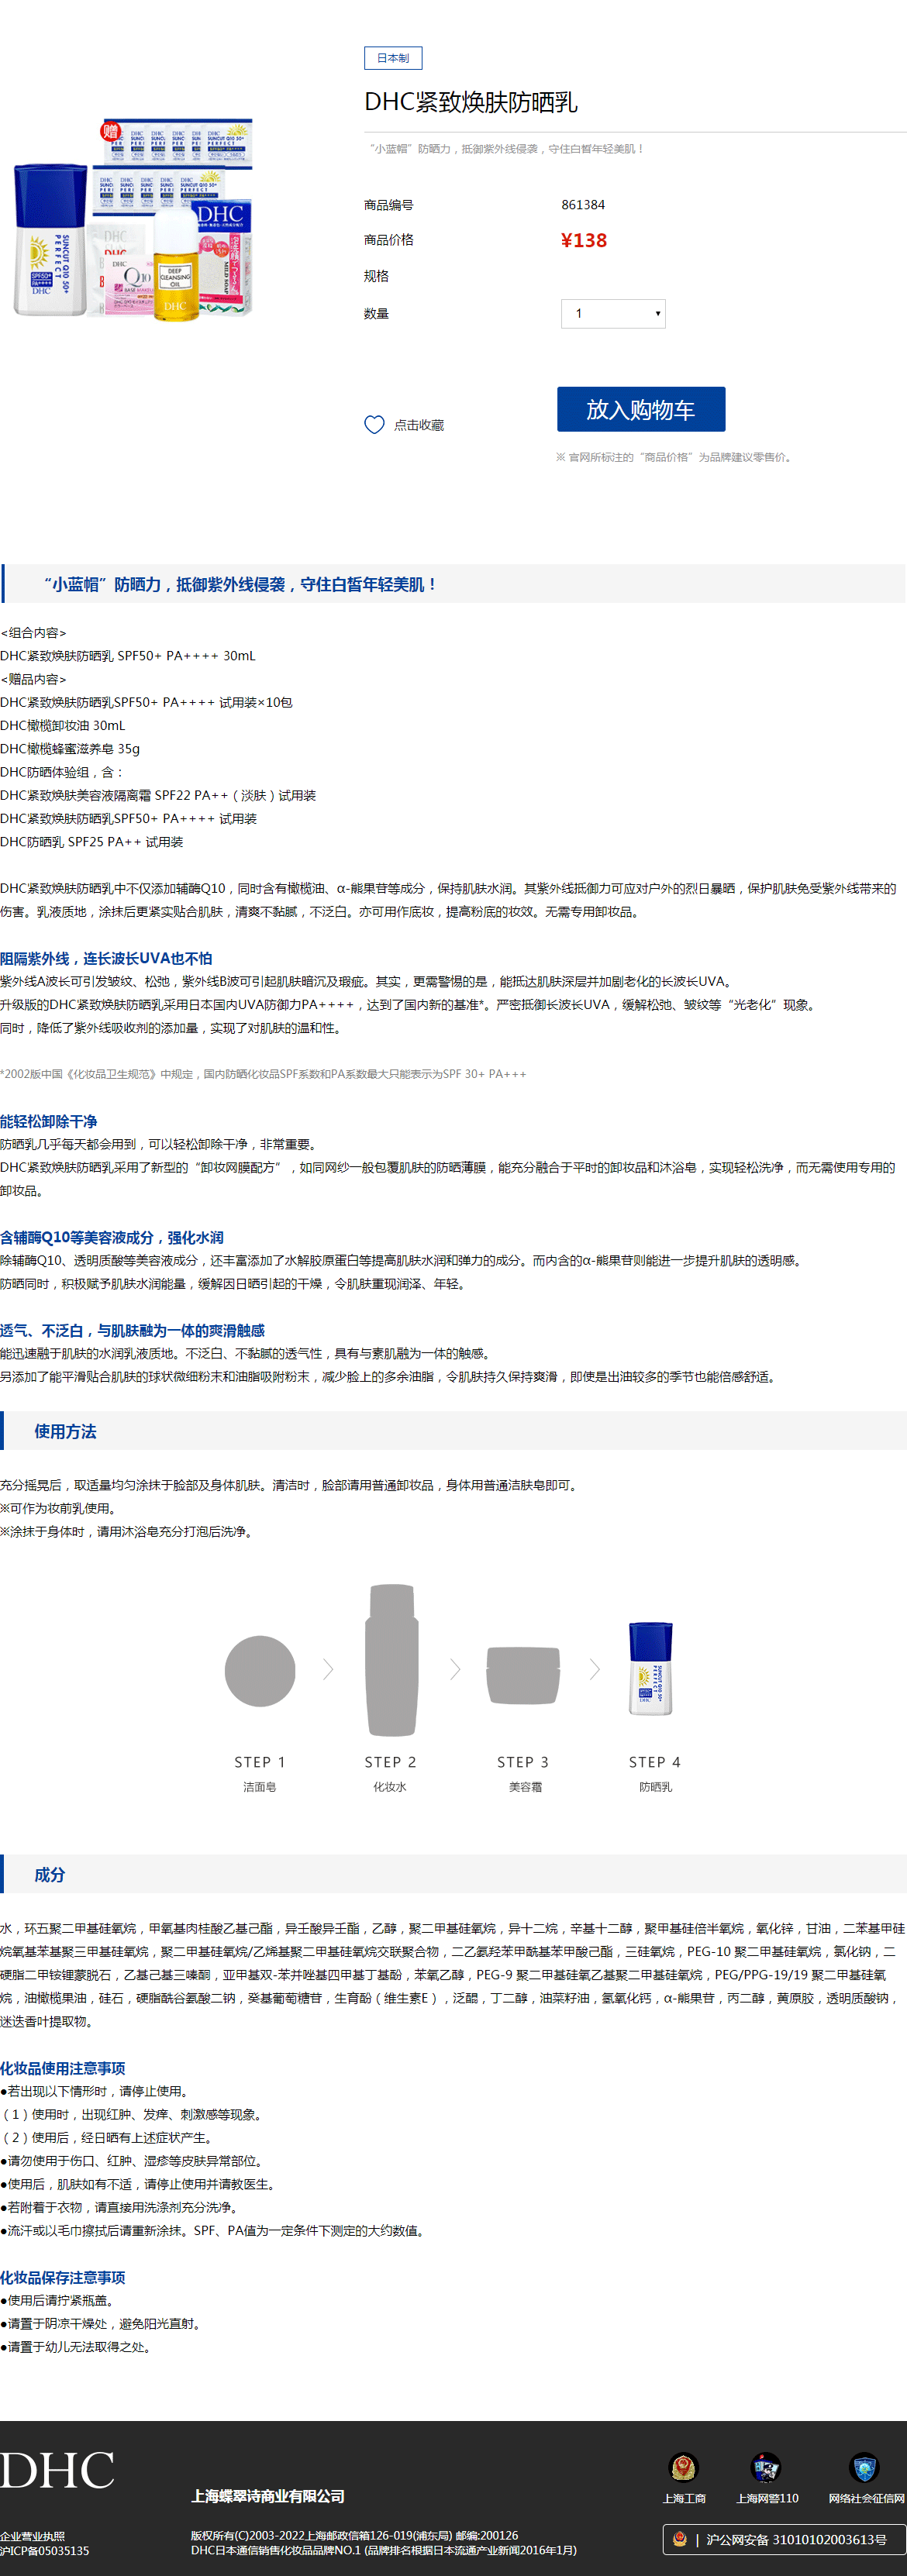 日本制
DHC紧致焕肤防晒乳
“小蓝帽”防晒力，抵御紫外线侵袭，守住白皙年轻美肌！
商品编号 861384
商品价格 ¥138
规格
数量 1
赠
SUNCUT Q10 50+
PERFECT
SPF50+
PA++++
DHC
DHC
DHC
Q10
DEEP
CLEANSING
OIL
DHC
点击收藏
放入购物车
※ 官网所标注的“商品价格”为品牌建议零售价。
“小蓝帽”防晒力，抵御紫外线侵袭，守住白皙年轻美肌！
<组合内容>
DHC紧致焕肤防晒乳 SPF50+ PA++++ 30mL
<赠品内容>
DHC紧致焕肤防晒乳SPF50+ PA++++ 试用装×10包
DHC橄榄卸妆油 30mL
DHC橄榄蜂蜜滋养皂 35g
DHC防晒体验组，含：
DHC紧致焕肤美容液隔离霜 SPF22 PA++（淡肤）试用装
DHC紧致焕肤防晒乳SPF50+ PA++++ 试用装
DHC防晒乳 SPF25 PA++ 试用装
DHC紧致焕肤防晒乳中不仅添加辅酶Q10，同时含有橄榄油、α-熊果苷等成分，保持肌肤水润。其紫外线抵御力可应对户外的烈日暴晒，保护肌肤免受紫外线带来的
伤害。乳液质地，涂抹后更紧实贴合肌肤，清爽不黏腻，不泛白。亦可用作底妆，提高粉底的妆效。无需专用卸妆品。
阻隔紫外线，连长波长UVA也不怕
紫外线A波长可引发皱纹、松弛，紫外线B波可引起肌肤暗沉及瑕疵。其实，更需警惕的是，能抵达肌肤深层并加剧老化的长波长UVA。
升级版的DHC紧致焕肤防晒乳采用日本国内UVA防御力PA++++，达到了国内新的基准*。严密抵御长波长UVA，缓解松弛、皱纹等“光老化”现象。
同时，降低了紫外线吸收剂的添加量，实现了对肌肤的温和性。
*2002版中国《化妆品卫生规范》中规定，国内防晒化妆品SPF系数和PA系数最大只能表示为SPF 30+ PA+++
能轻松卸除干净
防晒乳几乎每天都会用到，可以轻松卸除干净，非常重要。
DHC紧致焕肤防晒乳采用了新型的“卸妆网膜配方”，如同网纱一般包覆肌肤的防晒薄膜，能充分融合于平时的卸妆品和沐浴皂，实现轻松洗净，而无需使用专用的
卸妆品。
含辅酶Q10等美容液成分，强化水润
除辅酶Q10、透明质酸等美容液成分，还丰富添加了水解胶原蛋白等提高肌肤水润和弹力的成分。而内含的α-熊果苷则能进一步提升肌肤的透明感。
防晒同时，积极赋予肌肤水润能量，缓解因日晒引起的干燥，令肌肤重现润泽、年轻。
透气、不泛白，与肌肤融为一体的爽滑触感
能迅速融于肌肤的水润乳液质地。不泛白、不黏腻的透气性，具有与素肌融为一体的触感。
另添加了能平滑贴合肌肤的球状微细粉末和油脂吸附粉末，减少脸上的多余油脂，令肌肤持久保持爽滑，即使是出油较多的季节也能倍感舒适。
使用方法
充分摇晃后，取适量均匀涂抹于脸部及身体肌肤。清洁时，脸部请用普通卸妆品，身体用普通洁肤皂即可。
※可作为妆前乳使用。
※涂抹于身体时，请用沐浴皂充分打泡后洗净。
STEP 1 STEP 2 STEP 3 STEP 4
洁面皂 化妆水 美容霜 防晒乳
成分
水，环五聚二甲基硅氧烷，甲氧基肉桂酸乙基己酯，异壬酸异壬酯，乙醇，聚二甲基硅氧烷，异十二烷，辛基十二醇，聚甲基硅倍半氧烷，氧化锌，甘油，二苯基甲硅
烷氧基苯基聚三甲基硅氧烷，聚二甲基硅氧烷/乙烯基聚二甲基硅氧烷交联聚合物，二乙氨羟苯甲酰基苯甲酸己酯，三硅氧烷，PEG-10 聚二甲基硅氧烷，氯化钠，二
硬脂二甲铵锂蒙脱石，乙基己基三嗪酮，亚甲基双-苯并唑基四甲基丁基酚，苯氧乙醇，PEG-9 聚二甲基硅氧乙基聚二甲基硅氧烷，PEG/PPG-19/19 聚二甲基硅氧
烷，油橄榄果油，硅石，硬脂酰谷氨酸二钠，癸基葡萄糖苷，生育酚（维生素E），泛醌，丁二醇，油菜籽油，氢氧化钙，α-熊果苷，丙二醇，黄原胶，透明质酸钠，
迷迭香叶提取物。
化妆品使用注意事项
●若出现以下情形时，请停止使用。
（1）使用时，出现红肿、发痒、刺激感等现象。
（2）使用后，经日晒有上述症状产生。
●请勿使用于伤口、红肿、湿疹等皮肤异常部位。
●使用后，肌肤如有不适，请停止使用并请教医生。
●若附着于衣物，请直接用洗涤剂充分洗净。
●流汗或以毛巾擦拭后请重新涂抹。SPF、PA值为一定条件下测定的大约数值。
化妆品保存注意事项
●使用后请拧紧瓶盖。
●请置于阴凉干燥处，避免阳光直射。
●请置于幼儿无法取得之处。
DHC
上海蝶翠诗商业有限公司
上海工商 上海网警110 网络社会征信网
企业营业执照
沪ICP备05035135
版权所有(C)2003-2022上海邮政信箱126-019(浦东局) 邮编:200126
DHC日本通信销售化妆品品牌NO.1 (品牌排名根据日本流通产业新闻2016年1月)
| 沪公网安备 31010102003613号